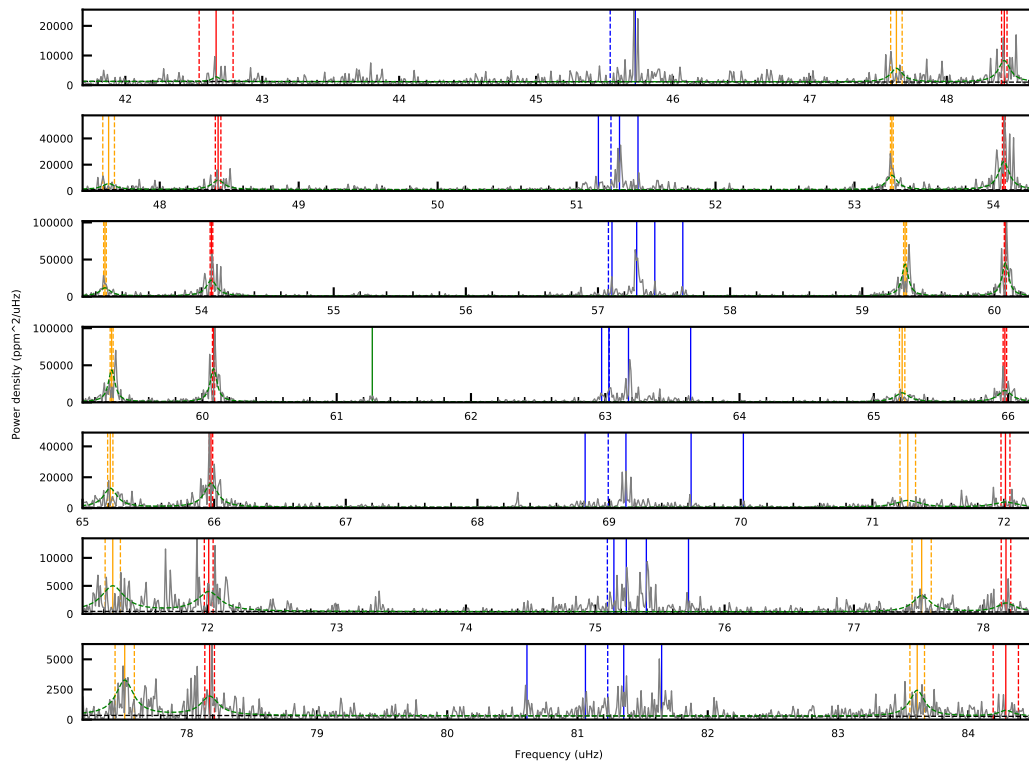 25000
20000
10000
0
42 43 44 45 46 47 48
40000
20000
0
48 49 50 51 52 53 54
100000
50000
0
54 55 56 57 58 59 60
Power density (ppm^2/uHz)
100000
50000
0
60 61 62 63 64 65 66
40000
20000
0
65 66 67 68 69 70 71 72
10000
5000
0
72 73 74 75 76 77 78
5000
2500
0
78 79 80 81 82 83 84
Frequency (uHz)